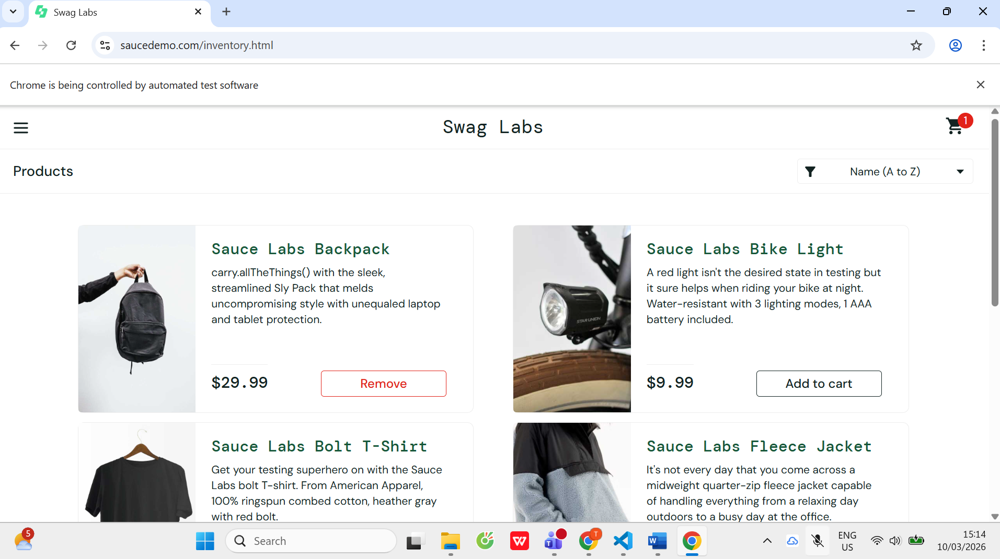 Swag Labs
saucedemo.com/inventory.html
Chrome is being controlled by automated test software
Swag Labs
1
Products
Name (A to Z)
Sauce Labs Backpack
carry.allTheThings() with the sleek,
streamlined Sly Pack that melds
uncompromising style with unequaled laptop
and tablet protection.
$29.99
Remove
STAR UNION
Sauce Labs Bike Light
A red light isn't the desired state in testing but
it sure helps when riding your bike at night.
Water-resistant with 3 lighting modes, 1 AAA
battery included.
$9.99
Add to cart
Sauce Labs Bolt T-Shirt
Get your testing superhero on with the Sauce
Labs bolt T-shirt. From American Apparel,
100% ringspun combed cotton, heather gray
with red bolt.
Sauce Labs Fleece Jacket
It's not every day that you come across a
midweight quarter-zip fleece jacket capable
of handling everything from a relaxing day
outdoors to a busy day at the office.
5
Search
W
T
T
W
ENG
US
15:14
10/03/2026